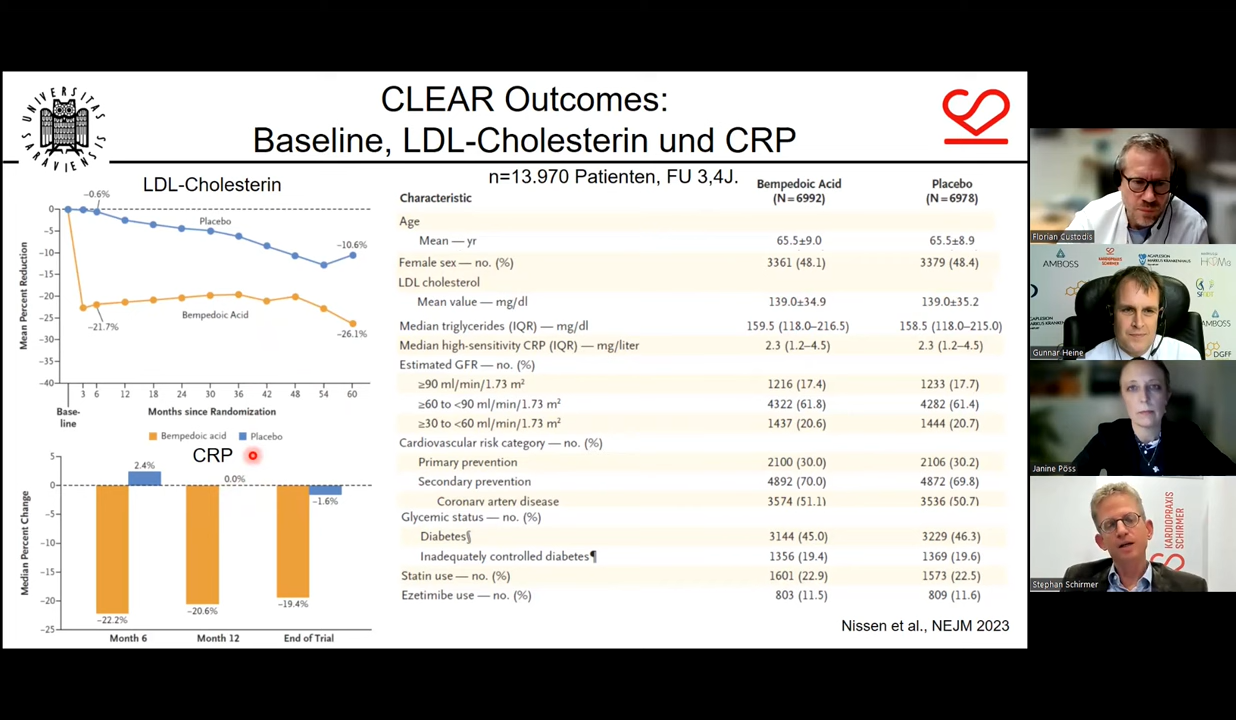 UNIVERSITAS
SARAVIENSIS
CLEAR Outcomes:
Baseline, LDL-Cholesterin und CRP
LDL-Cholesterin
−0.6%
0
−5
−10
−15
−20
−25
−30
−35
−40
Mean Percent Reduction
Placebo
−10.6%
Bempedoic Acid
−21.7%
−26.1%
3 6 12 18 24 30 36 42 48 54 60
Base-
line
Months since Randomization
Bempedoic acid Placebo
CRP
5
0
−5
−10
−15
−20
−25
Median Percent Change
2.4%
0.0%
−1.6%
−22.2%
−20.6%
−19.4%
Month 6 Month 12 End of Trial
n=13.970 Patienten, FU 3,4J.
Characteristic Bempedoic Acid (N=6992) Placebo (N=6978)
Age
Mean — yr 65.5±9.0 65.5±8.9
Female sex — no. (%) 3361 (48.1) 3379 (48.4)
LDL cholesterol
Mean value — mg/dl 139.0±34.9 139.0±35.2
Median triglycerides (IQR) — mg/dl 159.5 (118.0–216.5) 158.5 (118.0–215.0)
Median high-sensitivity CRP (IQR) — mg/liter 2.3 (1.2–4.5) 2.3 (1.2–4.5)
Estimated GFR — no. (%)
≥90 ml/min/1.73 m² 1216 (17.4) 1233 (17.7)
≥60 to <90 ml/min/1.73 m² 4322 (61.8) 4282 (61.4)
≥30 to <60 ml/min/1.73 m² 1437 (20.6) 1444 (20.7)
Cardiovascular risk category — no. (%)
Primary prevention 2100 (30.0) 2106 (30.2)
Secondary prevention 4892 (70.0) 4872 (69.8)
Coronary artery disease 3574 (51.1) 3536 (50.7)
Glycemic status — no. (%)
Diabetes§ 3144 (45.0) 3229 (46.3)
Inadequately controlled diabetes¶ 1356 (19.4) 1369 (19.6)
Statin use — no. (%) 1601 (22.9) 1573 (22.5)
Ezetimibe use — no. (%) 803 (11.5) 809 (11.6)
Nissen et al., NEJM 2023
Florian Custodis
AMBOSS
KARDIOPRAXIS
SCHIRMER
AGAPLESION
MARKUS KRANKENHAUS
AMBOSS
DGFF
Gunnar Heine
Janine Pöss
KARDIOPRAXIS
SCHIRMER
Stephan Schirmer